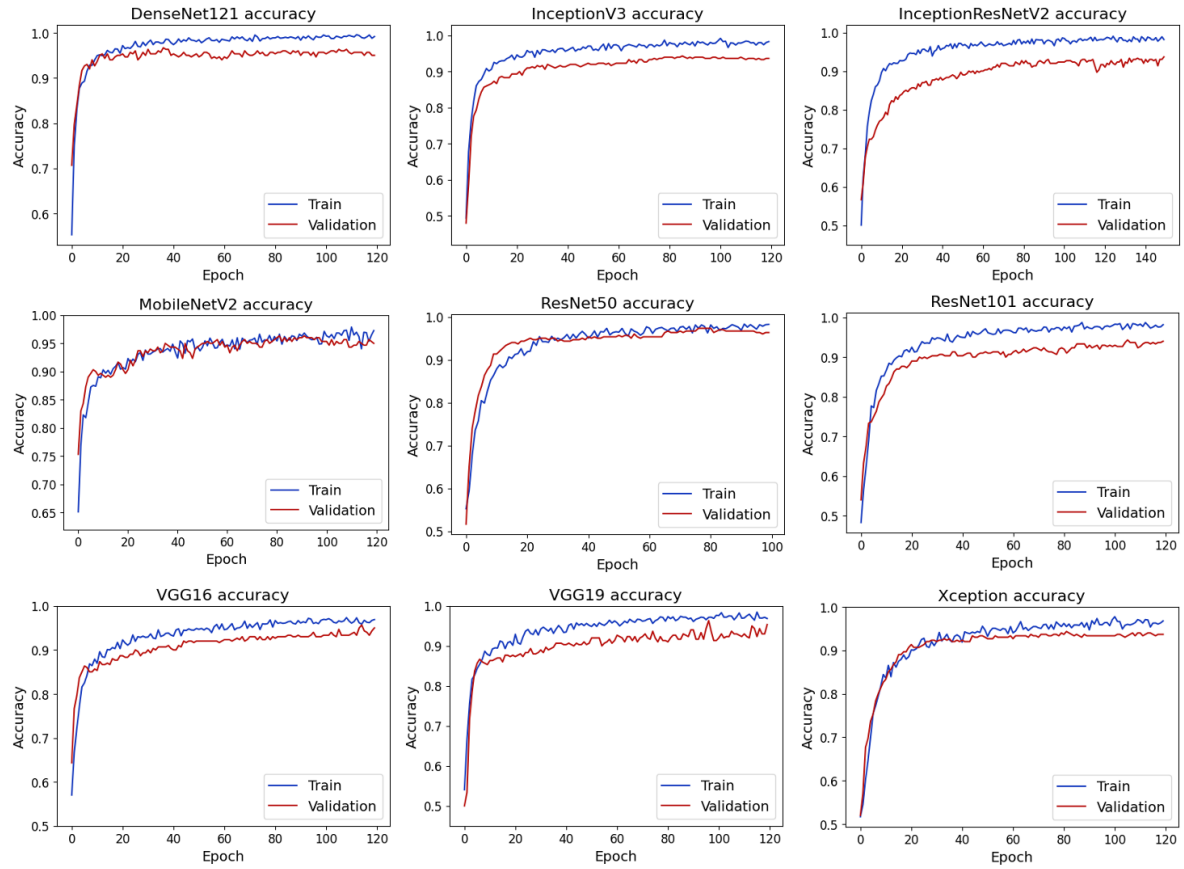 DenseNet121 accuracy
1.0
0.9
0.8
0.7
0.6
Accuracy
Train
Validation
0 20 40 60 80 100 120
Epoch
InceptionV3 accuracy
1.0
0.9
0.8
0.7
0.6
0.5
Accuracy
Train
Validation
0 20 40 60 80 100 120
Epoch
InceptionResNetV2 accuracy
1.0
0.9
0.8
0.7
0.6
0.5
Accuracy
Train
Validation
0 20 40 60 80 100 120 140
Epoch
MobileNetV2 accuracy
1.00
0.95
0.90
0.85
0.80
0.75
0.70
0.65
Accuracy
Train
Validation
0 20 40 60 80 100 120
Epoch
ResNet50 accuracy
1.0
0.9
0.8
0.7
0.6
0.5
Accuracy
Train
Validation
0 20 40 60 80 100
Epoch
ResNet101 accuracy
1.0
0.9
0.8
0.7
0.6
0.5
Accuracy
Train
Validation
0 20 40 60 80 100 120
Epoch
VGG16 accuracy
1.0
0.9
0.8
0.7
0.6
0.5
Accuracy
Train
Validation
0 20 40 60 80 100 120
Epoch
VGG19 accuracy
1.0
0.9
0.8
0.7
0.6
0.5
Accuracy
Train
Validation
0 20 40 60 80 100 120
Epoch
Xception accuracy
1.0
0.9
0.8
0.7
0.6
0.5
Accuracy
Train
Validation
0 20 40 60 80 100 120
Epoch